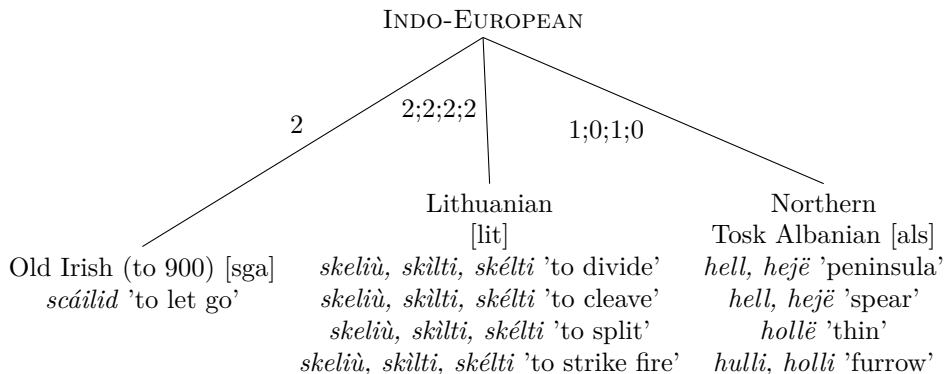 INDO-EUROPEAN
2
2;2;2;2
1;0;1;0
Old Irish (to 900) [sga]
scáilid ’to let go’
Lithuanian
[lit]
skeliù, skìlti, skélti ’to divide’
skeliù, skìlti, skélti ’to cleave’
skeliù, skìlti, skélti ’to split’
skeliù, skìlti, skélti ’to strike fire’
Northern
Tosk Albanian [als]
hell, hejë ’peninsula’
hell, hejë ’spear’
hollë ’thin’
hulli, holli ’furrow’